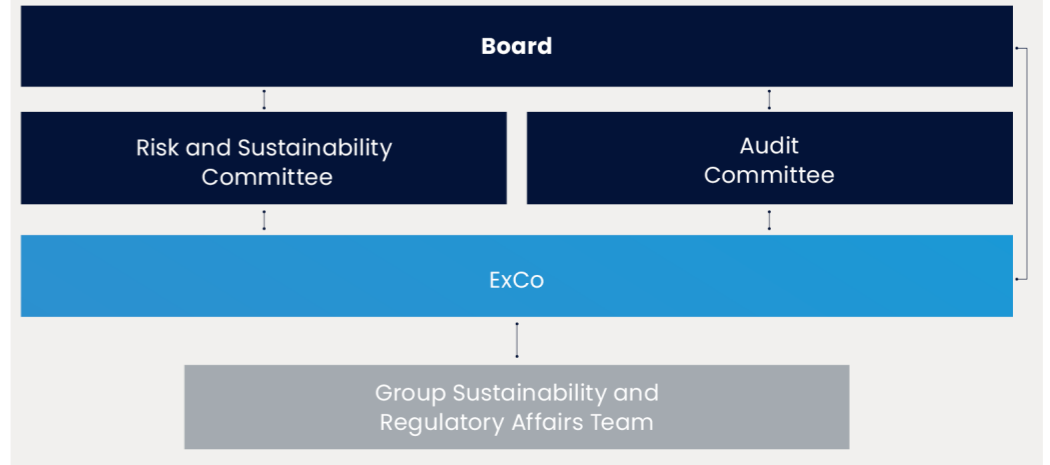 Board
Risk and Sustainability
Committee
Audit
Committee
ExCo
Group Sustainability and
Regulatory Affairs Team